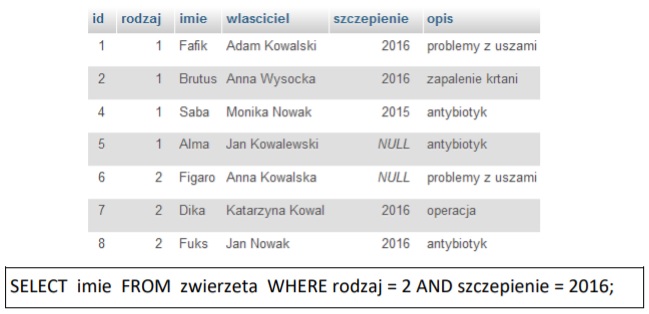 id rodzaj imie wlasciciel szczepienie opis
1 1 Fafik Adam Kowalski 2016 problemy z uszami
2 1 Brutus Anna Wysocka 2016 zapalenie krtani
4 1 Saba Monika Nowak 2015 antybiotyk
5 1 Alma Jan Kowalewski NULL antybiotyk
6 2 Figaro Anna Kowalska NULL problemy z uszami
7 2 Dika Katarzyna Kowal 2016 operacja
8 2 Fuks Jan Nowak 2016 antybiotyk
SELECT imie FROM zwierzeta WHERE rodzaj = 2 AND szczepienie = 2016;